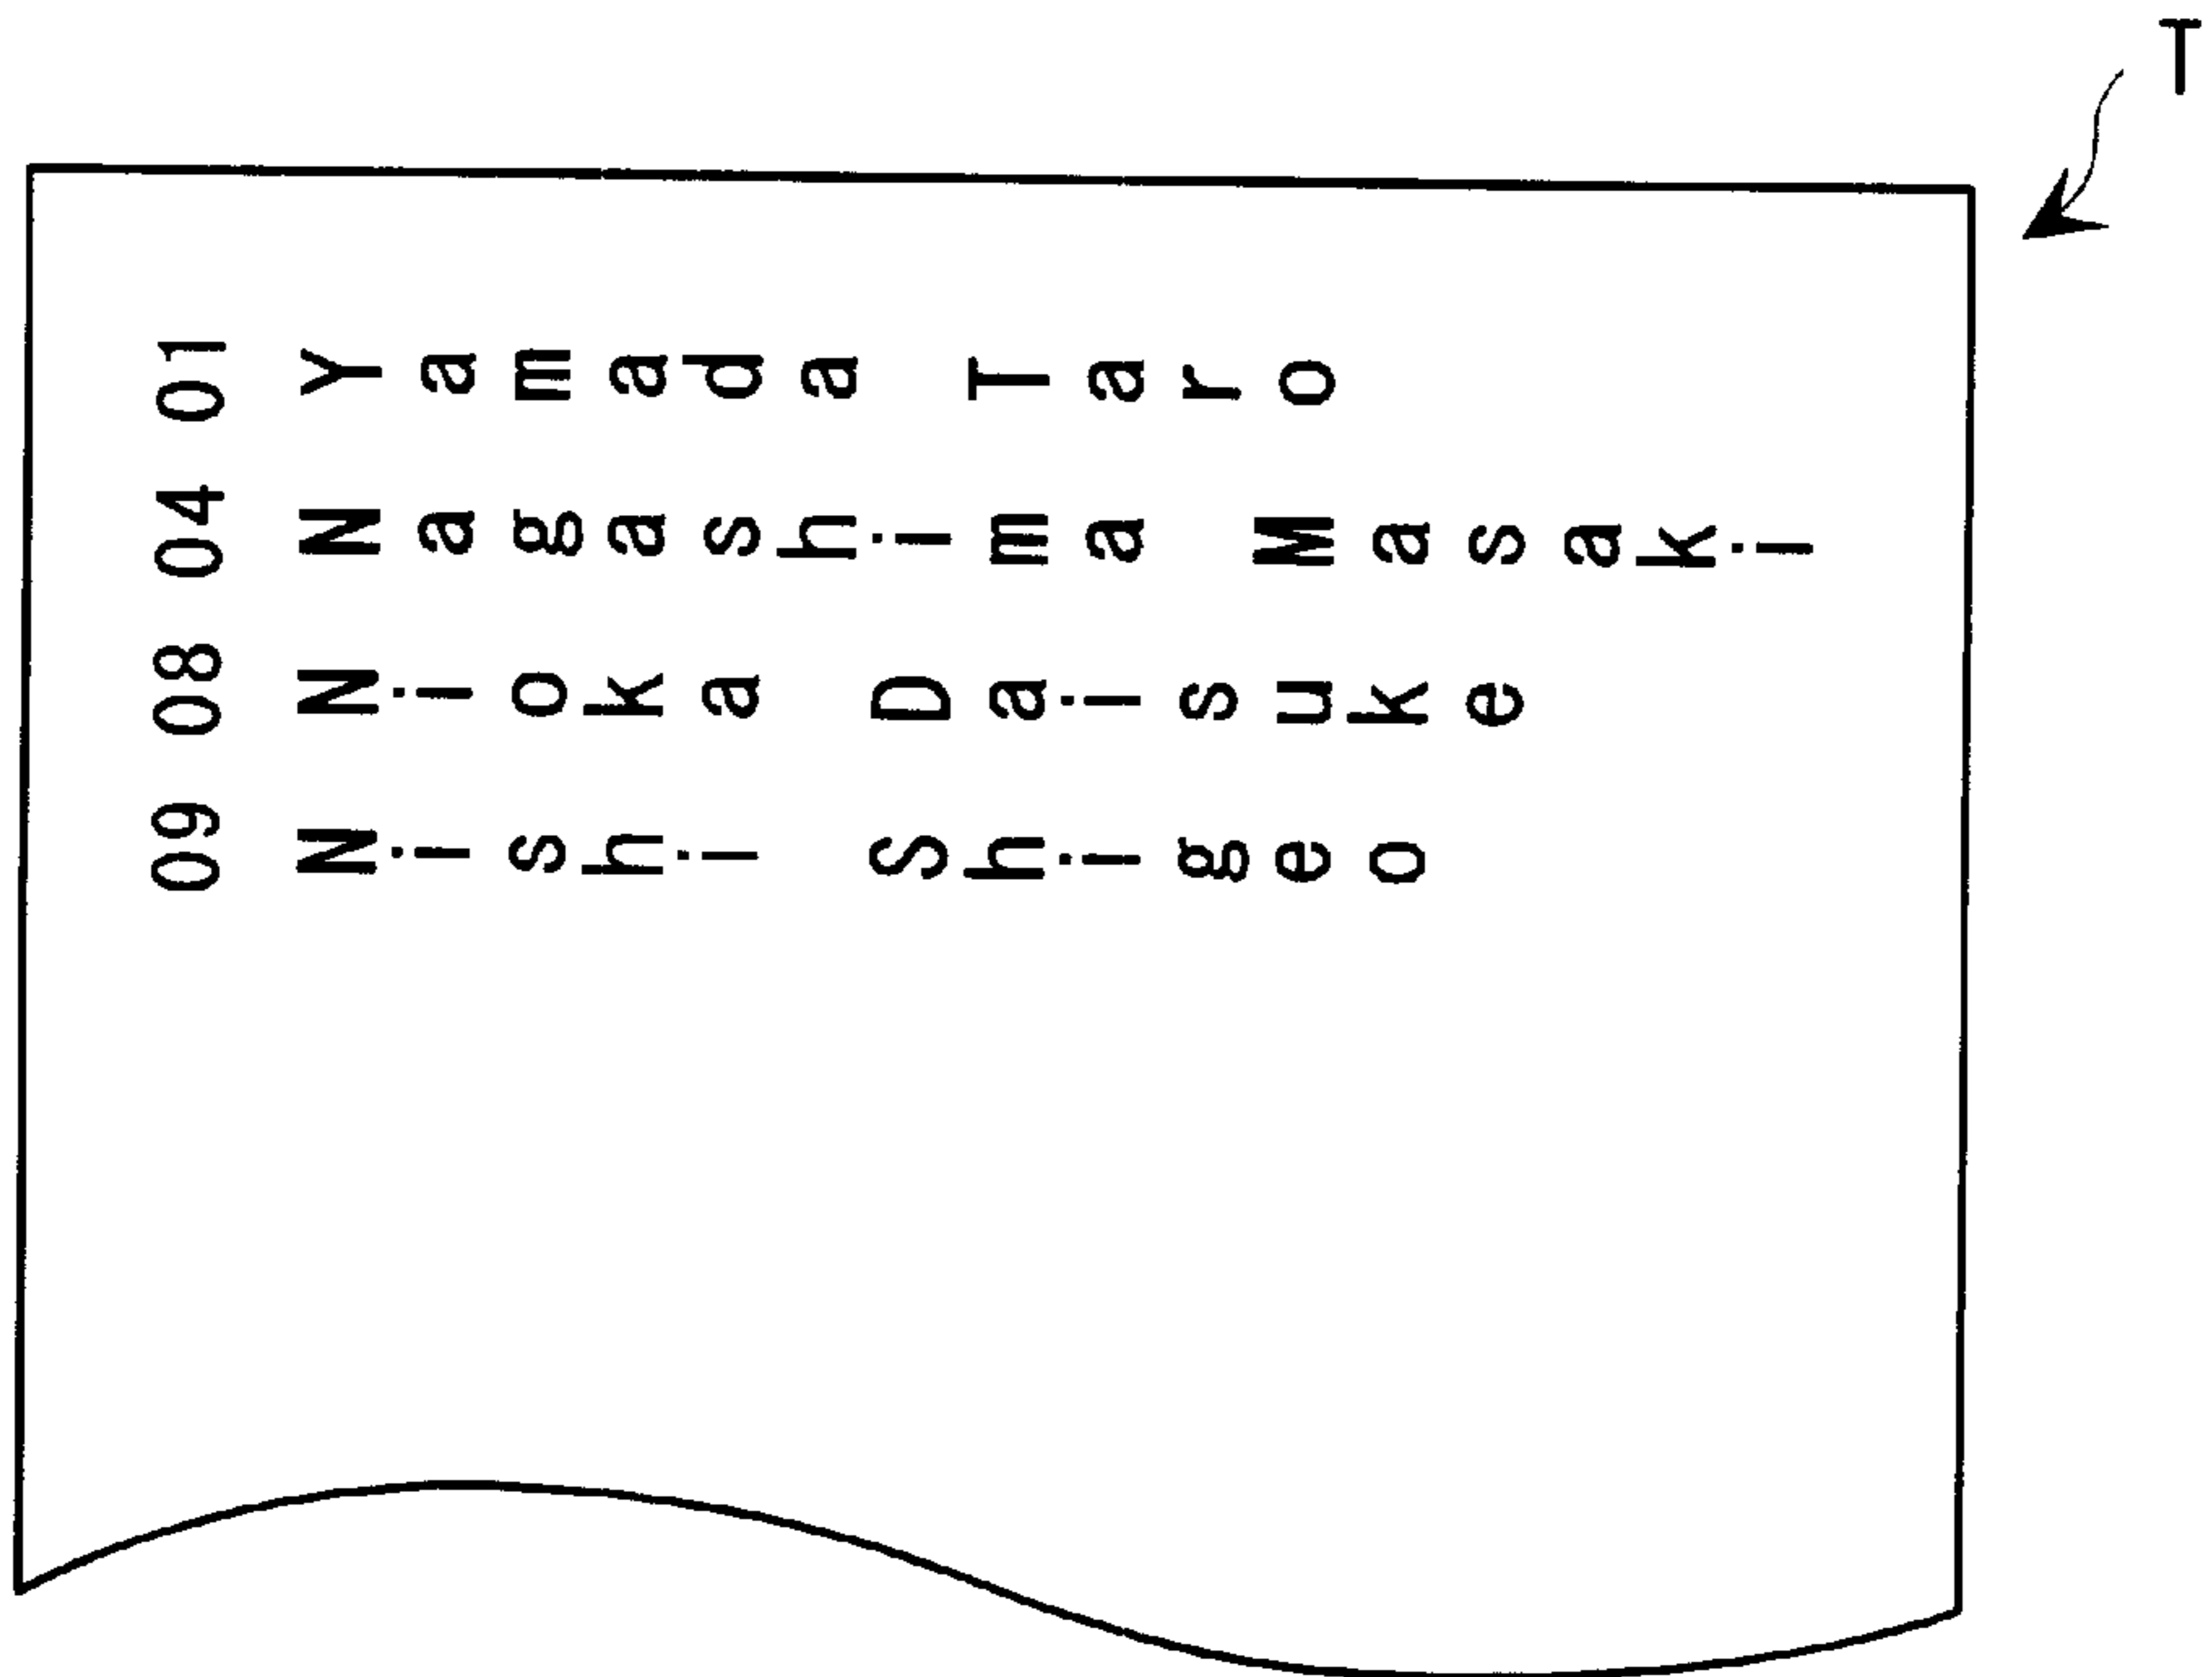 T
01 Yamada Taro
04 Nagashima Masaki
08 Nioka Daisuke
09 Nishi Shigeo